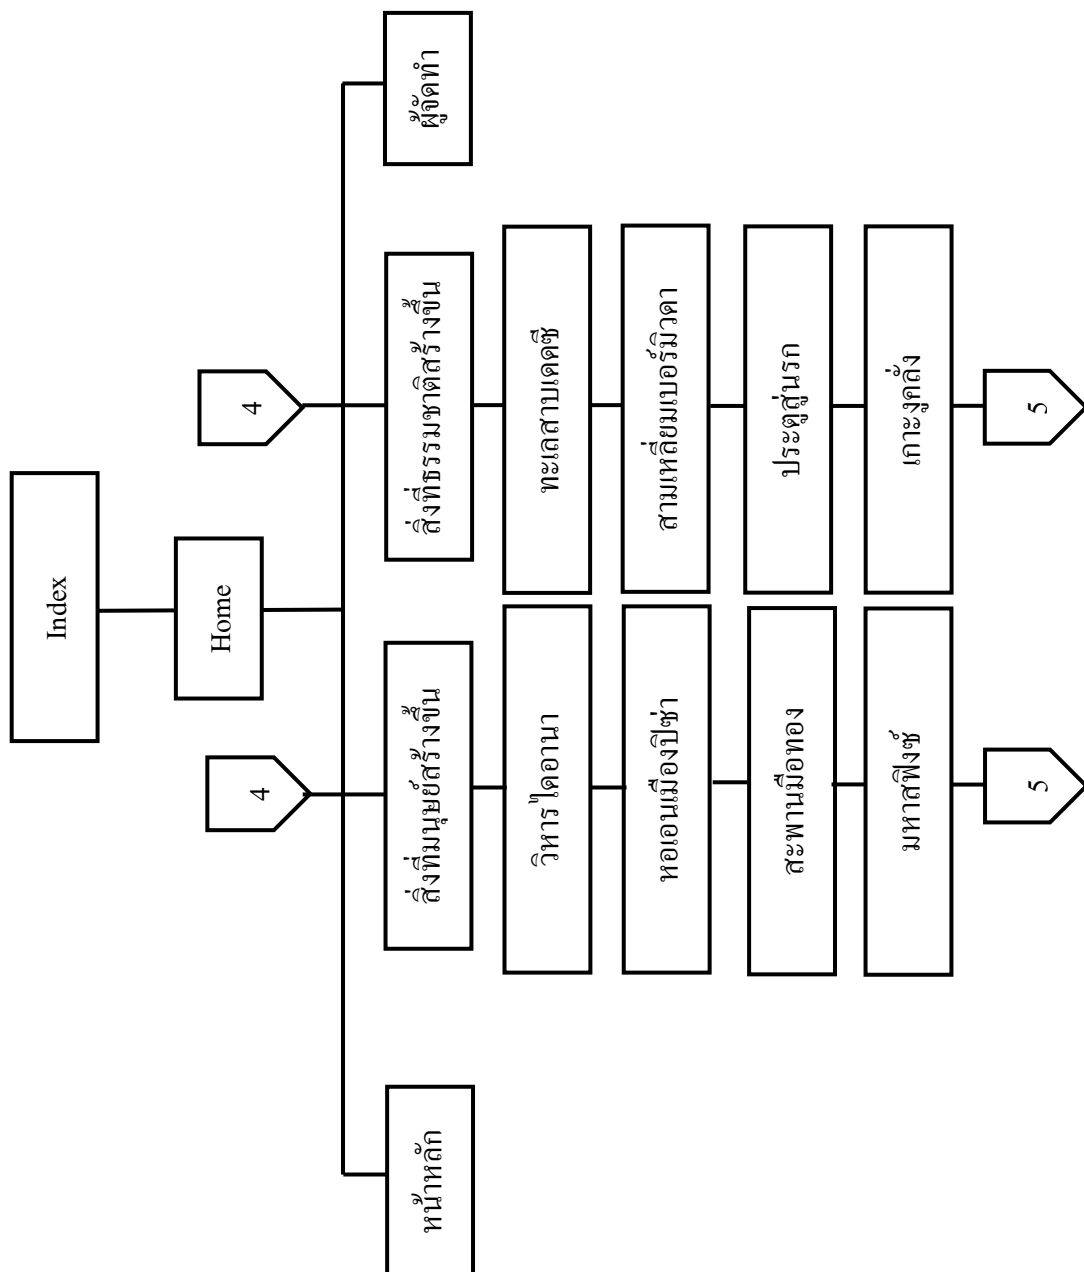 Index
Home
4
4
หน้าหลัก
สิ่งที่มนุษย์สร้างขึ้น
สิ่งที่ธรรมชาติสร้างขึ้น
ผู้จัดทำ
วิหารไดอานา
ทะเลสาบเดดซี
หอเอนเมืองปิซ่า
สามเหลี่ยมเบอร์มิวดา
สะพานมือทอง
ประตูสู่นรก
มหาสฟิงซ์
เกาะงูคลั่ง
5
5